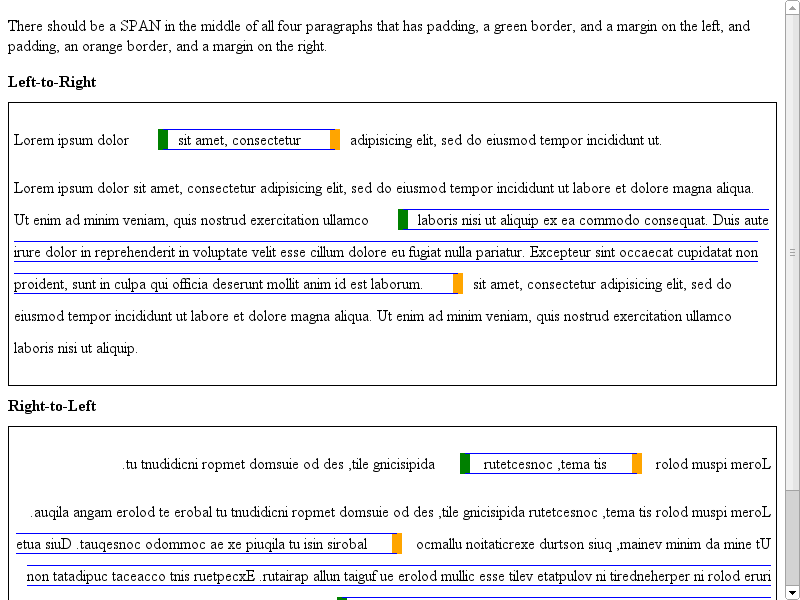 There should be a SPAN in the middle of all four paragraphs that has padding, a green border, and a margin on the left, and
padding, an orange border, and a margin on the right.
Left-to-Right
Lorem ipsum dolor sit amet, consectetur adipisicing elit, sed do eiusmod tempor incididunt ut.
Lorem ipsum dolor sit amet, consectetur adipisicing elit, sed do eiusmod tempor incididunt ut labore et dolore magna aliqua.
Ut enim ad minim veniam, quis nostrud exercitation ullamco laboris nisi ut aliquip ex ea commodo consequat. Duis aute
irure dolor in reprehenderit in voluptate velit esse cillum dolore eu fugiat nulla pariatur. Excepteur sint occaecat cupidatat non
proident, sunt in culpa qui officia deserunt mollit anim id est laborum. sit amet, consectetur adipisicing elit, sed do
eiusmod tempor incididunt ut labore et dolore magna aliqua. Ut enim ad minim veniam, quis nostrud exercitation ullamco
laboris nisi ut aliquip.
Right-to-Left
.tu tnudidicni ropmet domsuie od des ,tile gnicisipida rutetcesnoc ,tema tis rolod muspi meroL
.auqila angam erolod te erobal tu tnudidicni ropmet domsuie od des ,tile gnicisipida rutetcesnoc ,tema tis rolod muspi meroL
etua siuD .tauqesnoc odommoc ae xe piuqila tu isin sirobal ocmallu noitaticrexe durtson siuq ,mainev minim da mine tU
non tatadipuc taceacco tnis ruetpecxE .rutairap allun taiguf ue erolod mullic esse tilev etatpulov ni tiredneherper ni rolod eruri